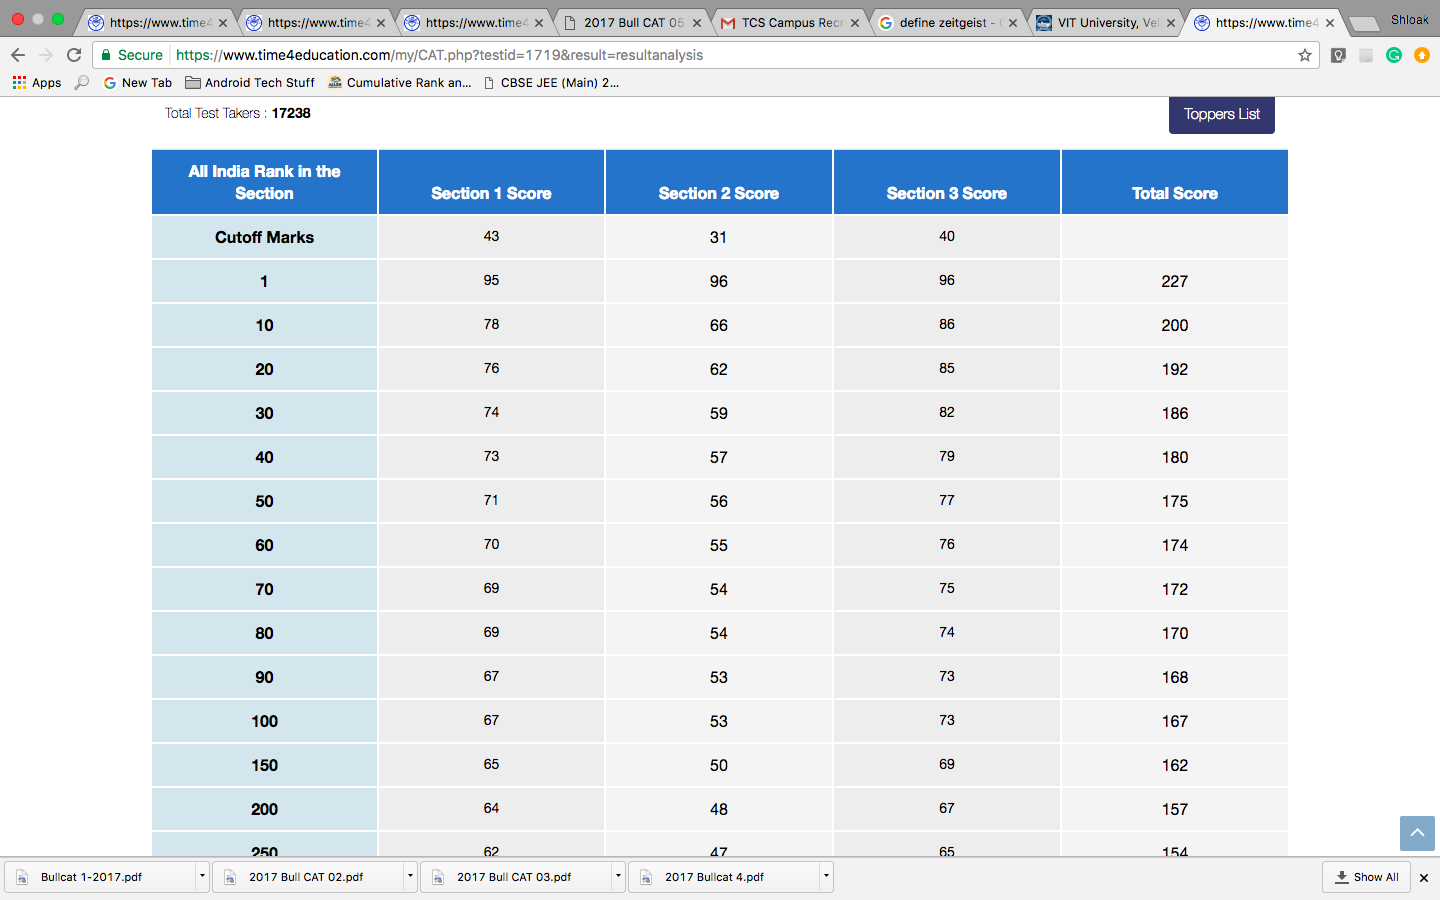 https://www.time4
https://www.time4
https://www.time4
2017 Bull CAT 05
TCS Campus Recr
define zeitgeist - G
VIT University, Vel
https://www.time4
Shloak
Secure https://www.time4education.com/my/CAT.php?testid=1719&result=resultanalysis
Apps
New Tab
Android Tech Stuff
Cumulative Rank an...
CBSE JEE (Main) 2...
Total Test Takers : 17238
Toppers List
All India Rank in the
Section Section 1 Score Section 2 Score Section 3 Score Total Score
Cutoff Marks 43 31 40
1 95 96 96 227
10 78 66 86 200
20 76 62 85 192
30 74 59 82 186
40 73 57 79 180
50 71 56 77 175
60 70 55 76 174
70 69 54 75 172
80 69 54 74 170
90 67 53 73 168
100 67 53 73 167
150 65 50 69 162
200 64 48 67 157
250 62 47 65 154
Bullcat 1-2017.pdf
2017 Bull CAT 02.pdf
2017 Bull CAT 03.pdf
2017 Bullcat 4.pdf
Show All